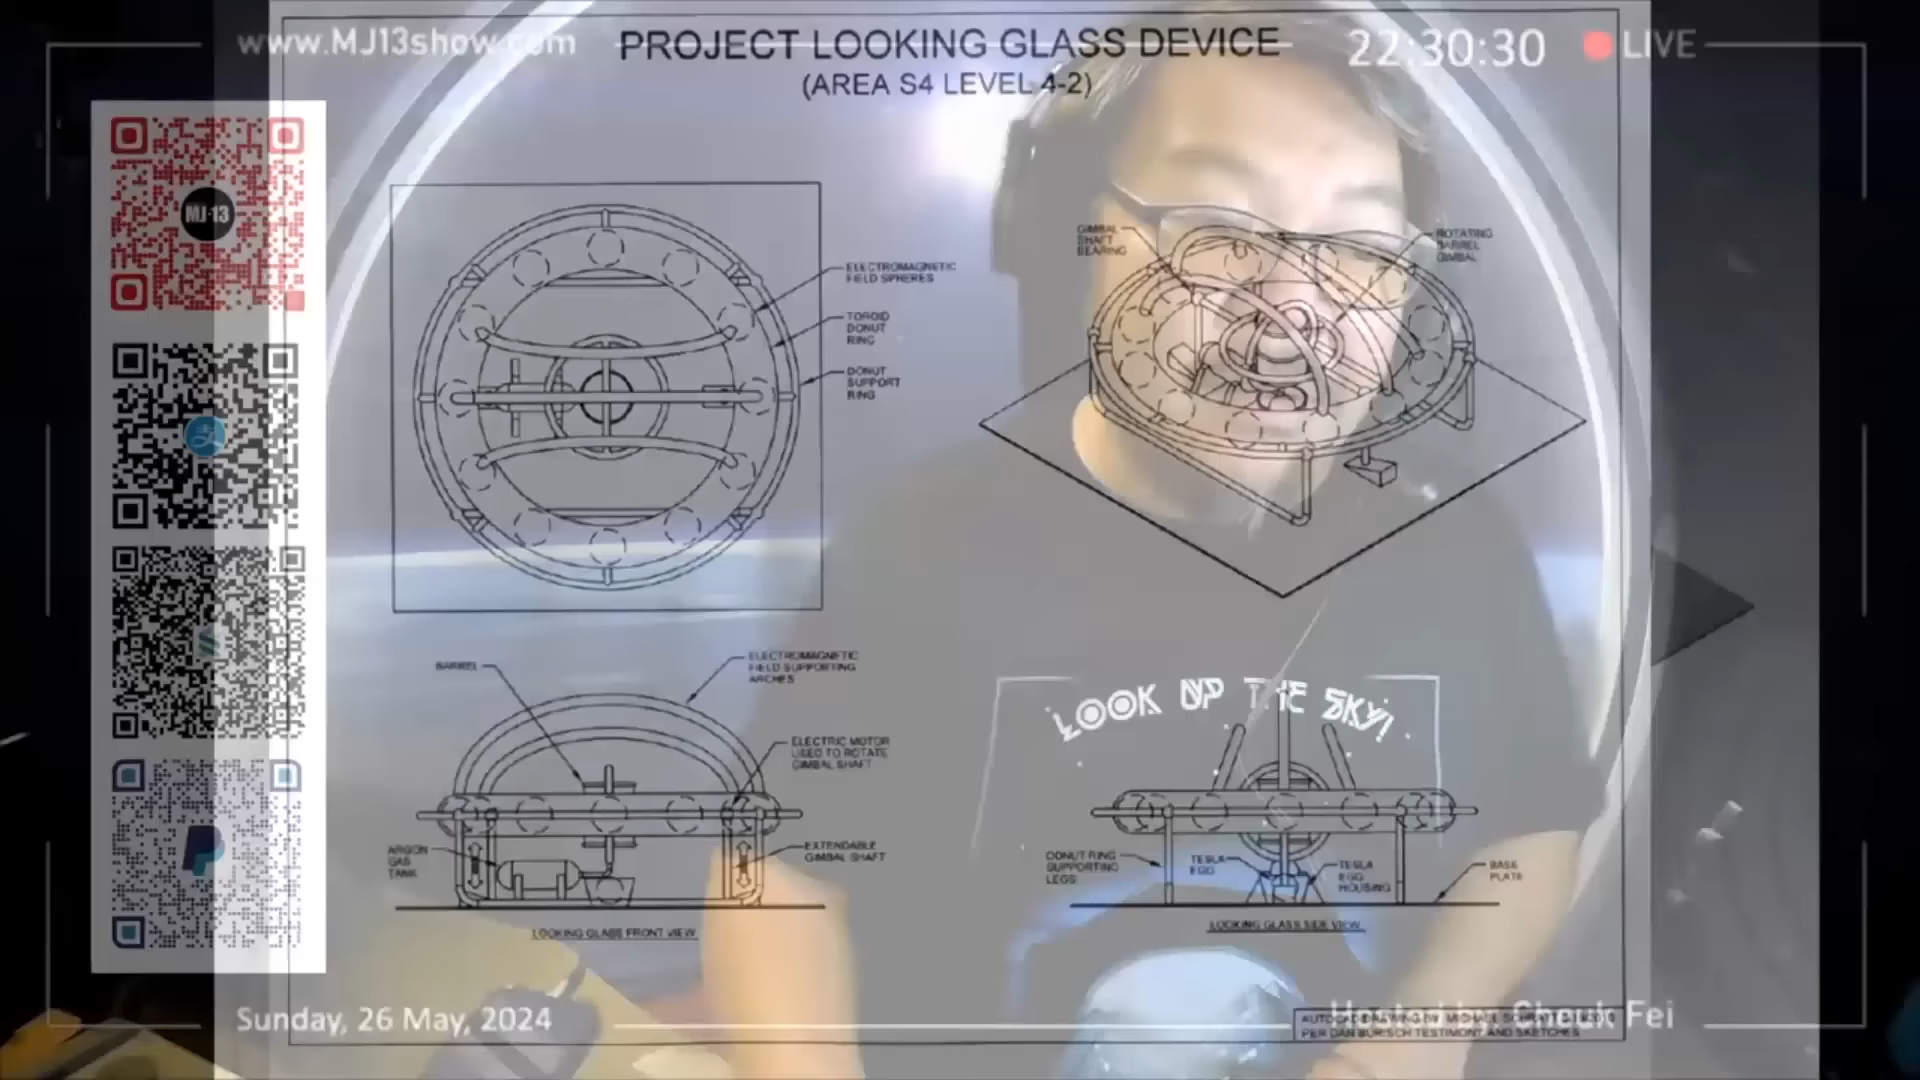 www.MJ13show.com
PROJECT LOOKING GLASS DEVICE
22:30:30
LIVE
(AREA S4 LEVEL 4-2)
MJ-13
GIMBAL
SHAFT
BEARING
ROTATING
BARREL
GIMBAL
ELECTROMAGNETIC
FIELD SPHERES
TOROID
DONUT
RING
DONUT
SUPPORT
RING
BARREL
ELECTROMAGNETIC
FIELD SUPPORTING
ARCHES
LOOK UP THE SKY!
ELECTRIC MOTOR
USED TO ROTATE
GIMBAL SHAFT
ARGON
GAS
TANK
EXTENDABLE
GIMBAL SHAFT
DONUT RING
SUPPORTING
LEGS
TESLA
EGG
TESLA
EGG
HOUSING
BASE
PLATE
LOOKING GLASS FRONT VIEW
LOOKING GLASS SIDE VIEW
Sunday, 26 May, 2024
Fei
AUTOCAD DRAWING BY MICHAEL
PER DAN BURISCH TESTIMONY AND SKETCHES